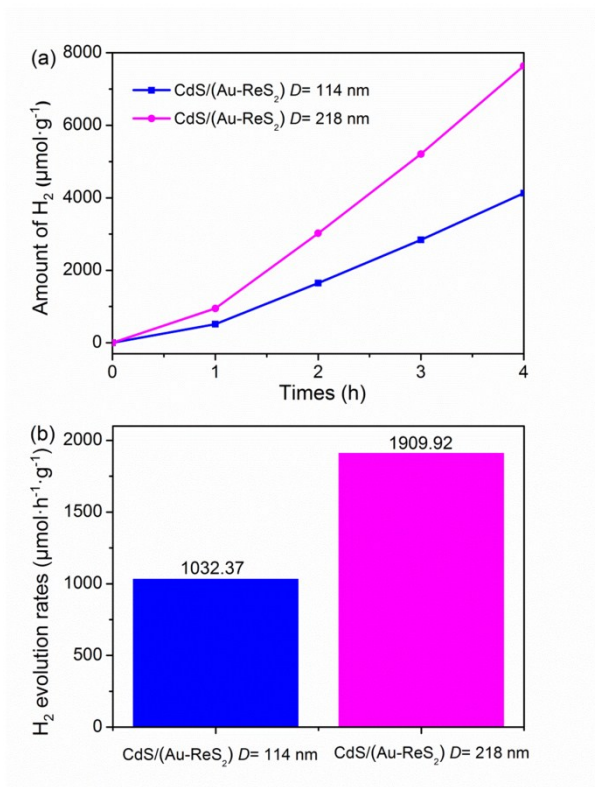 (a)
8000
6000
4000
2000
0
Amount of H₂ (μmol·g⁻¹)
CdS/(Au-ReS₂) D= 114 nm
CdS/(Au-ReS₂) D= 218 nm
0 1 2 3 4
Times (h)
(b)
2000
1500
1000
500
0
H₂ evolution rates (μmol·h⁻¹·g⁻¹)
1909.92
1032.37
CdS/(Au-ReS₂) D= 114 nm
CdS/(Au-ReS₂) D= 218 nm